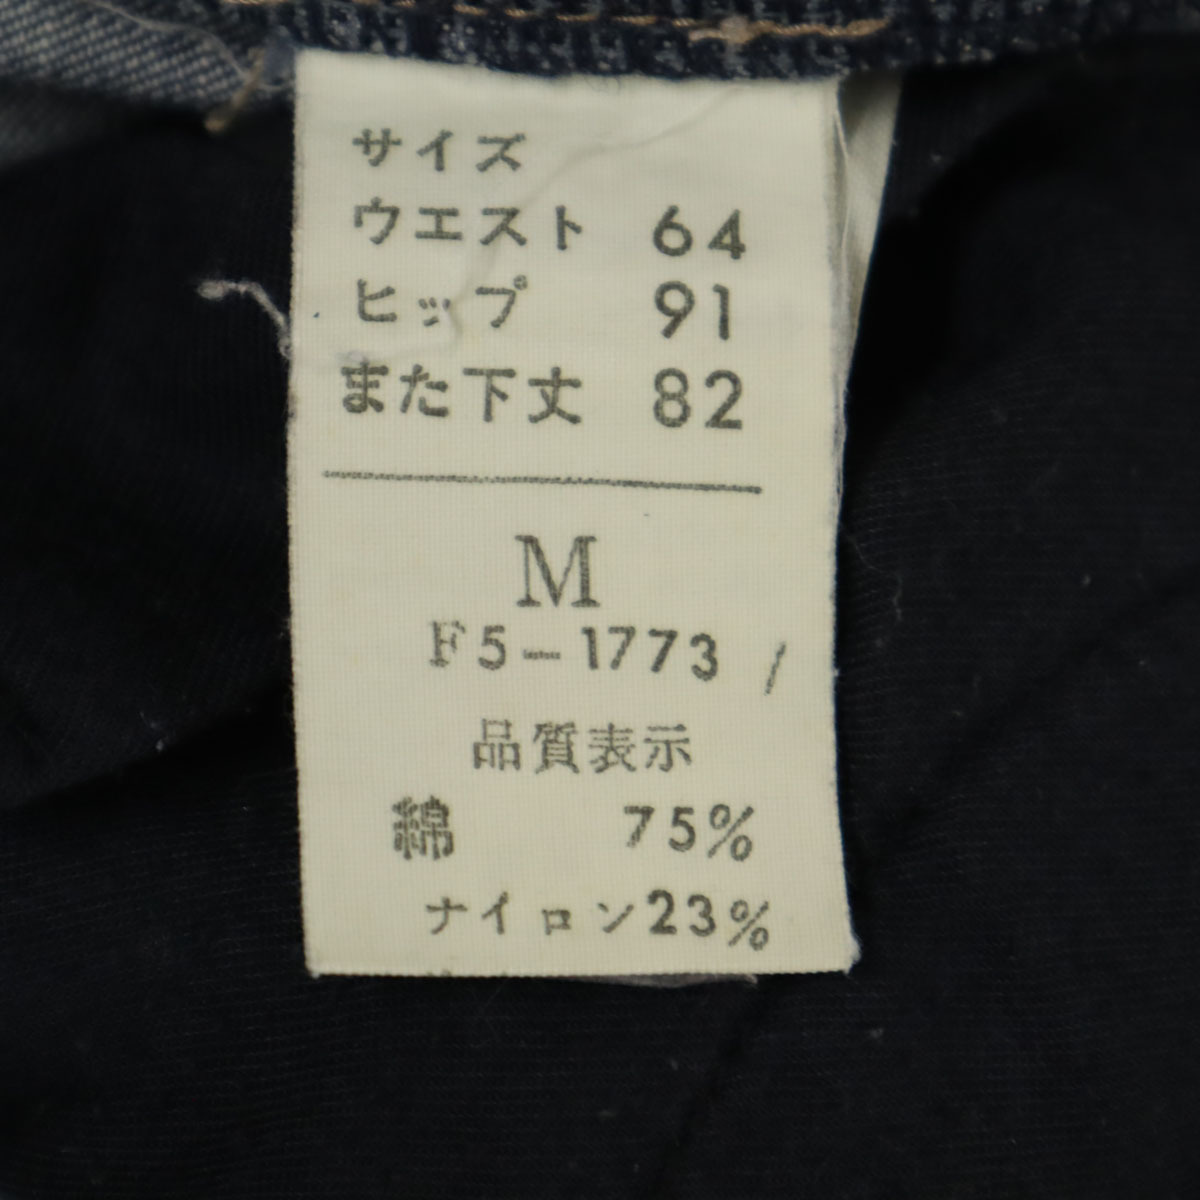 サイズ
ウエスト 64
ヒップ 91
また下丈 82
M
F5-1773 /
品質表示
綿 75%
ナイロン23%